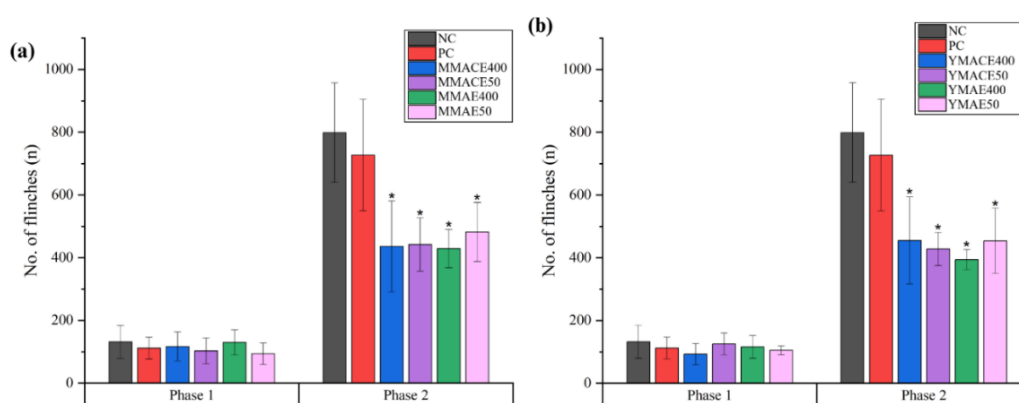 (a)
NC
PC
MMACE400
MMACE50
MMAE400
MMAE50
No. of flinches (n)
1000
800
600
400
200
0
* * * *
Phase 1 Phase 2
(b)
NC
PC
YMACE400
YMACE50
YMAE400
YMAE50
No. of flinches (n)
1000
800
600
400
200
0
* * * *
Phase 1 Phase 2